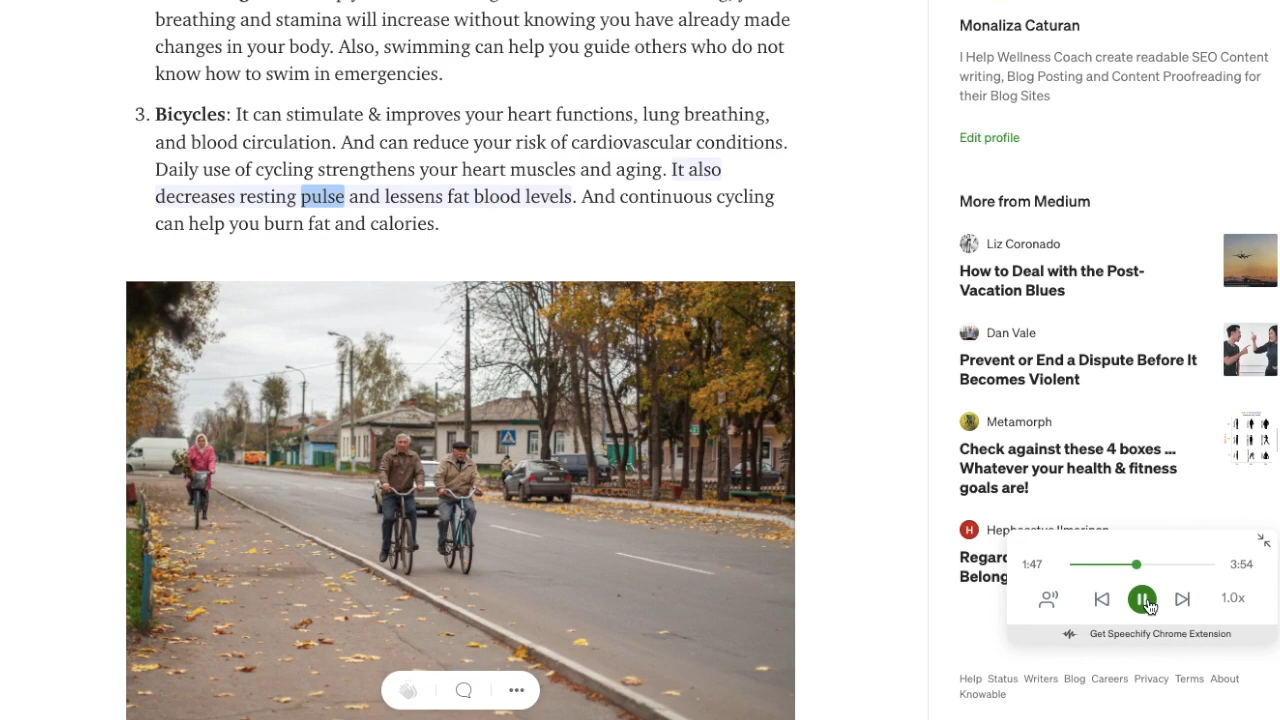 breathing and stamina will increase without knowing you have already made
changes in your body. Also, swimming can help you guide others who do not
know how to swim in emergencies.
3. Bicycles: It can stimulate & improves your heart functions, lung breathing,
and blood circulation. And can reduce your risk of cardiovascular conditions.
Daily use of cycling strengthens your heart muscles and aging. It also
decreases resting pulse and lessens fat blood levels. And continuous cycling
can help you burn fat and calories.
Monaliza Caturan
I Help Wellness Coach create readable SEO Content
writing, Blog Posting and Content Proofreading for
their Blog Sites
Edit profile
More from Medium
Liz Coronado
How to Deal with the Post-
Vacation Blues
Dan Vale
Prevent or End a Dispute Before It
Becomes Violent
Metamorph
Check against these 4 boxes ...
Whatever your health & fitness
goals are!
H
Regard
Belong
1:47
3:54
1.0x
Get Speechify Chrome Extension
Help Status Writers Blog Careers Privacy Terms About
Knowable